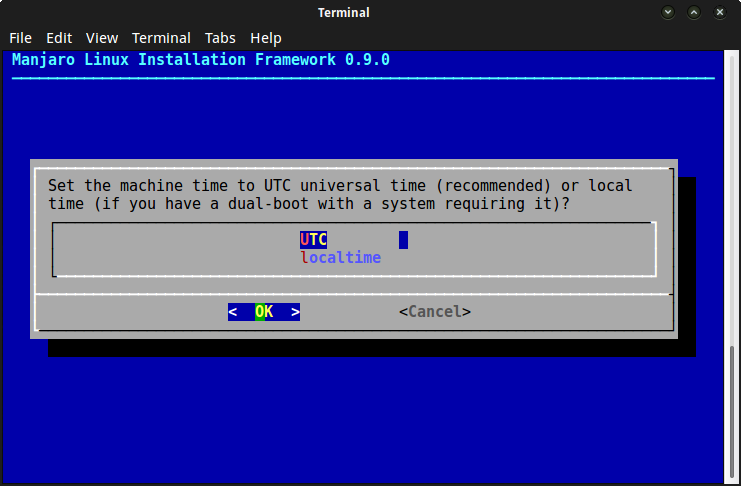 Terminal
File Edit View Terminal Tabs Help
Manjaro Linux Installation Framework 0.9.0
Set the machine time to UTC universal time (recommended) or local
time (if you have a dual-boot with a system requiring it)?
UTC
localtime
< OK > <Cancel>